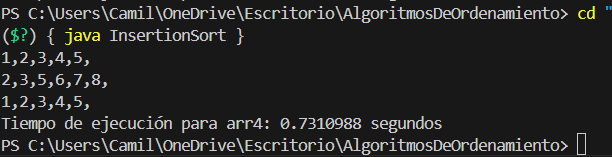 PS C:\Users\Camil\OneDrive\Escritorio\AlgoritmosDeOrdenamiento> cd "
($?) { java InsertionSort }
1,2,3,4,5,
2,3,5,6,7,8,
1,2,3,4,5,
Tiempo de ejecución para arr4: 0.7310988 segundos
PS C:\Users\Camil\OneDrive\Escritorio\AlgoritmosDeOrdenamiento>